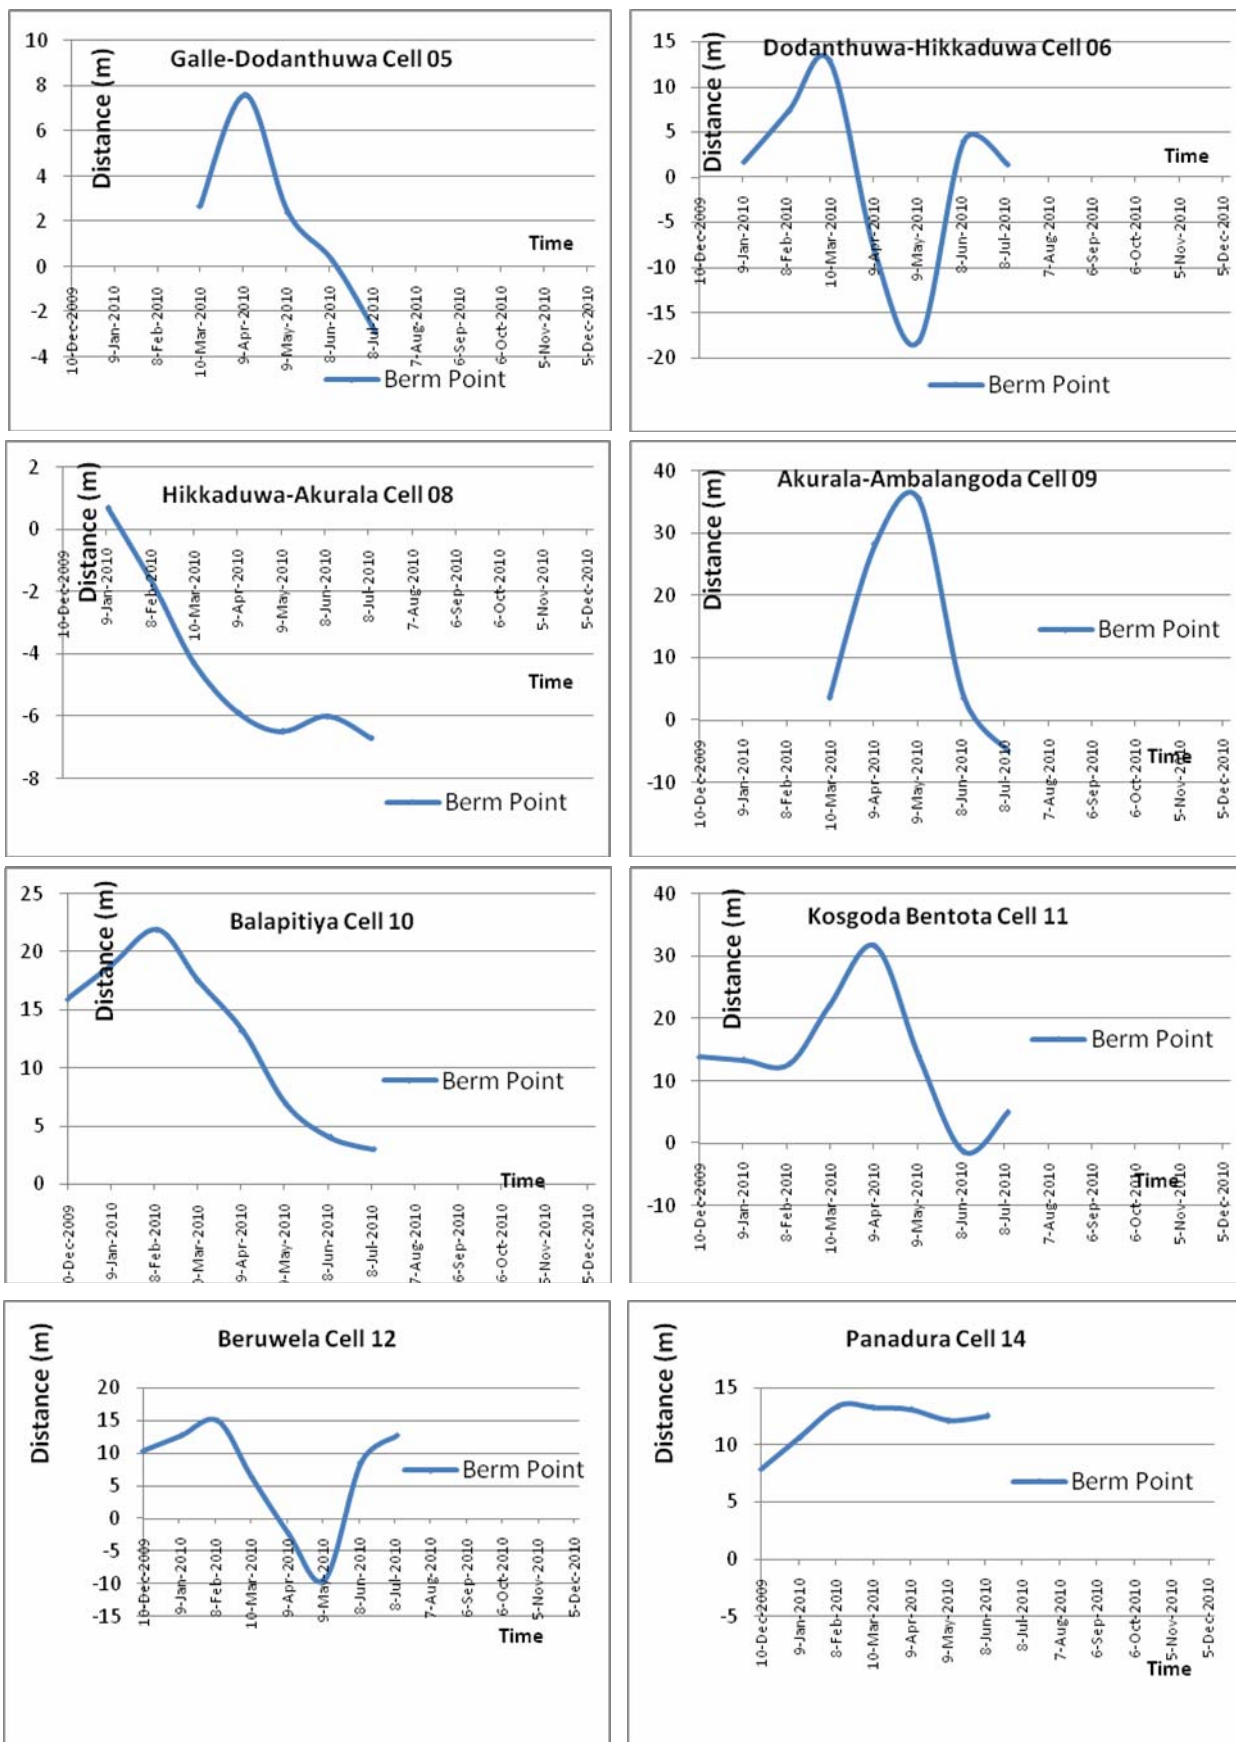 Galle-Dodanthuwa Cell 05
Distance (m)
10
8
6
4
2
0
-2
-4
Time
10-Dec-2009
9-Jan-2010
8-Feb-2010
10-Mar-2010
9-Apr-2010
9-May-2010
8-Jun-2010
8-Jul-2010
7-Aug-2010
6-Sep-2010
6-Oct-2010
5-Nov-2010
5-Dec-2010
Berm Point
Dodanthuwa-Hikkaduwa Cell 06
Distance (m)
15
10
5
0
-5
-10
-15
-20
Time
10-Dec-2009
9-Jan-2010
8-Feb-2010
10-Mar-2010
9-Apr-2010
9-May-2010
8-Jun-2010
8-Jul-2010
7-Aug-2010
6-Sep-2010
6-Oct-2010
5-Nov-2010
5-Dec-2010
Berm Point
Hikkaduwa-Akurala Cell 08
Distance (m)
2
0
-2
-4
-6
-8
10-Dec-2009
9-Jan-2010
8-Feb-2010
10-Mar-2010
9-Apr-2010
9-May-2010
8-Jun-2010
8-Jul-2010
7-Aug-2010
6-Sep-2010
6-Oct-2010
5-Nov-2010
5-Dec-2010
Time
Berm Point
Akurala-Ambalangoda Cell 09
Distance (m)
40
30
20
10
0
-10
Berm Point
Time
10-Dec-2009
9-Jan-2010
8-Feb-2010
10-Mar-2010
9-Apr-2010
9-May-2010
8-Jun-2010
8-Jul-2010
7-Aug-2010
6-Sep-2010
6-Oct-2010
5-Nov-2010
5-Dec-2010
Balapitiya Cell 10
Distance (m)
25
20
15
10
5
0
Berm Point
Time
0-Dec-2009
9-Jan-2010
8-Feb-2010
0-Mar-2010
9-Apr-2010
9-May-2010
8-Jun-2010
8-Jul-2010
7-Aug-2010
6-Sep-2010
6-Oct-2010
5-Nov-2010
5-Dec-2010
Kosgoda Bentota Cell 11
Distance (m)
40
30
20
10
0
-10
Berm Point
Time
10-Dec-2009
9-Jan-2010
8-Feb-2010
10-Mar-2010
9-Apr-2010
9-May-2010
8-Jun-2010
8-Jul-2010
7-Aug-2010
6-Sep-2010
6-Oct-2010
5-Nov-2010
5-Dec-2010
Beruwela Cell 12
Distance (m)
20
15
10
5
0
-5
-10
-15
Berm Point
10-Dec-2009
9-Jan-2010
8-Feb-2010
10-Mar-2010
9-Apr-2010
9-May-2010
8-Jun-2010
8-Jul-2010
7-Aug-2010
6-Sep-2010
6-Oct-2010
5-Nov-2010
5-Dec-2010
Time
Panadura Cell 14
Distance (m)
15
10
5
0
-5
Berm Point
10-Dec-2009
9-Jan-2010
8-Feb-2010
10-Mar-2010
9-Apr-2010
9-May-2010
8-Jun-2010
8-Jul-2010
7-Aug-2010
6-Sep-2010
6-Oct-2010
5-Nov-2010
5-Dec-2010
Time